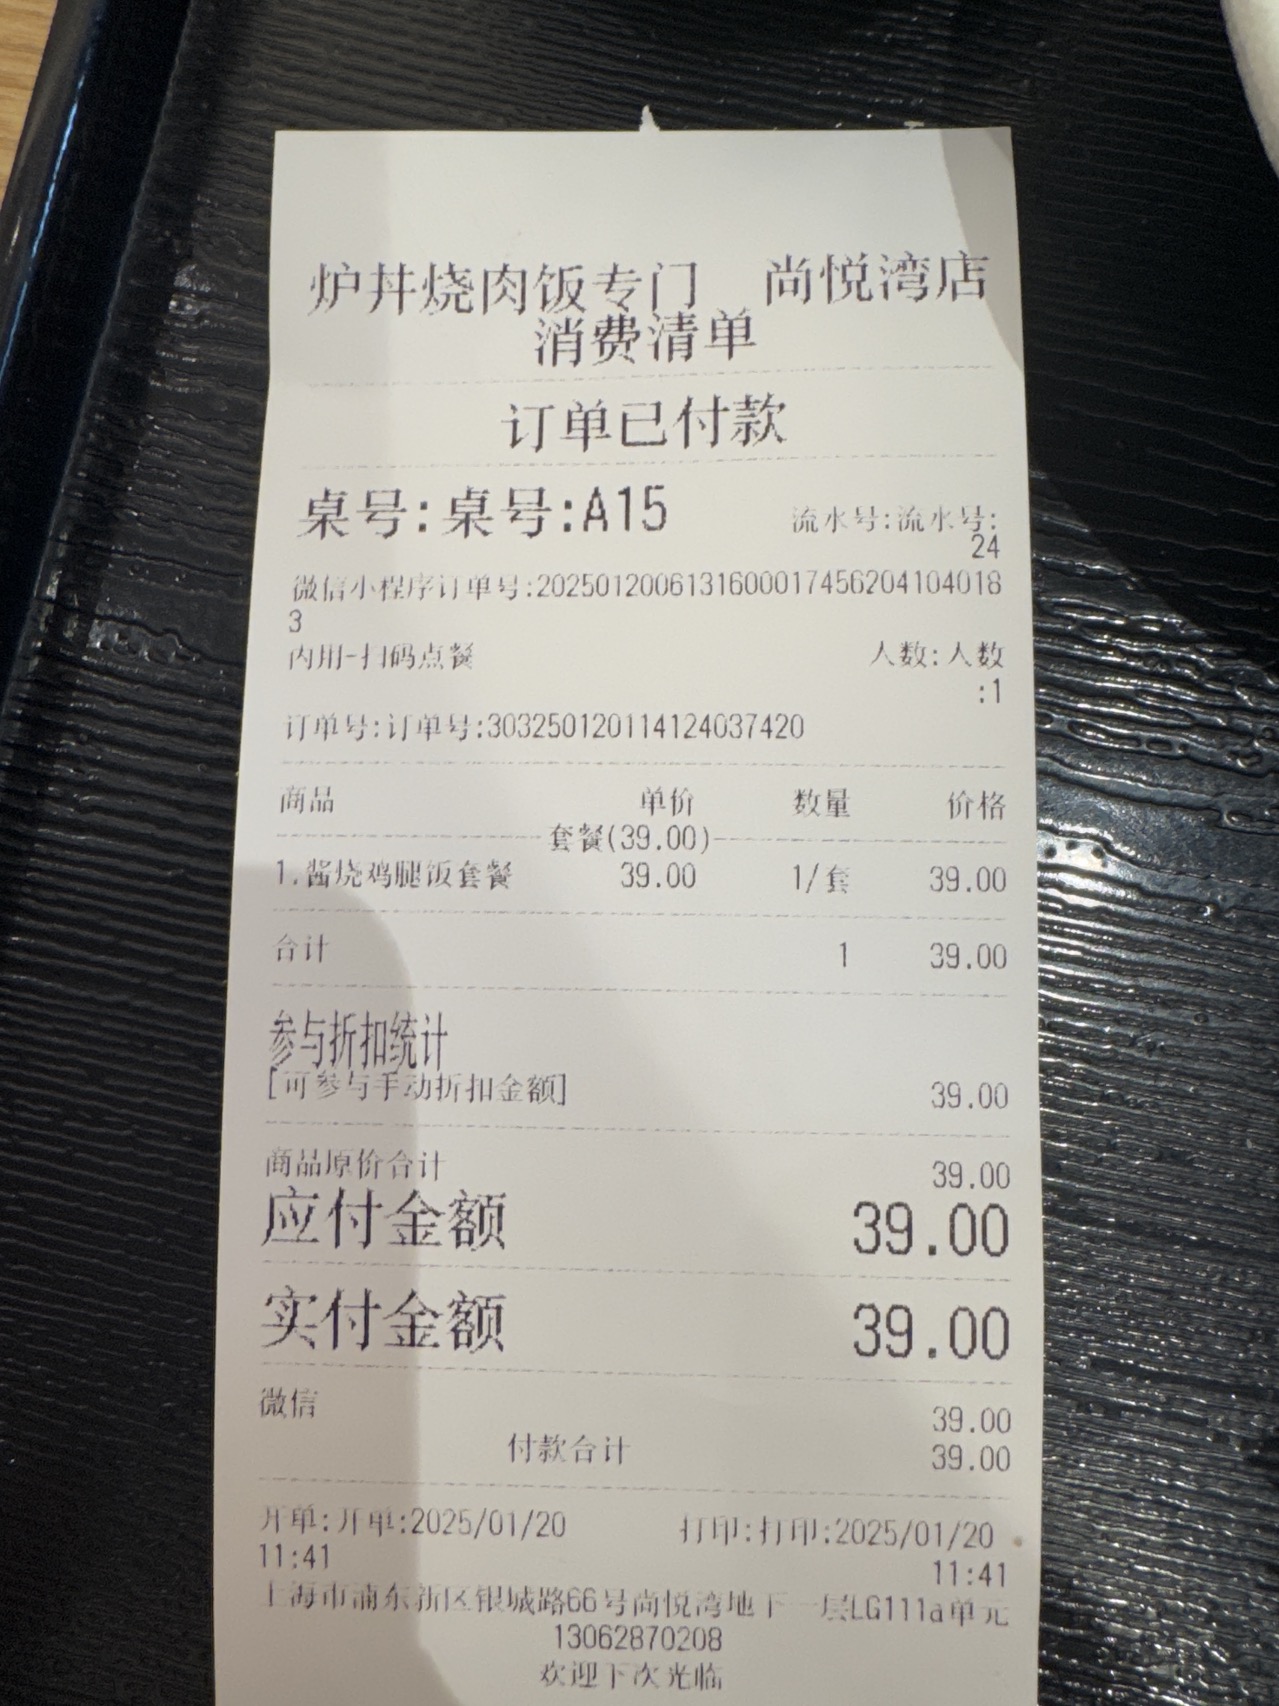 炉丼烧肉饭专门 尚悦湾店
消费清单
订单已付款
桌号:桌号:A15 流水号:流水号:
24
微信小程序订单号:2025012006131600017456204104018
3
内用-扫码点餐 人数:人数
:1
订单号:订单号:303250120114124037420
商品 单价 数量 价格
套餐(39.00)
1.酱烧鸡腿饭套餐 39.00 1/套 39.00
合计 1 39.00
参与折扣统计
[可参与手动折扣金额] 39.00
商品原价合计 39.00
应付金额 39.00
实付金额 39.00
微信 39.00
付款合计 39.00
开单:开单:2025/01/20 打印:打印:2025/01/20
11:41 11:41
上海市浦东新区银城路66号尚悦湾地下一层LG111a单元
13062870208
欢迎下次光临